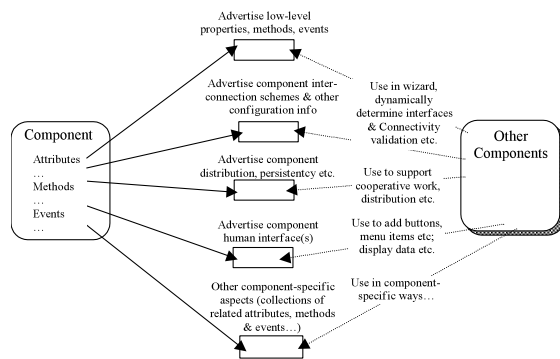 Advertise low-level
properties, methods, events
Advertise component inter-
connection schemes & other
configuration info
Use in wizard,
dynamically
determine interfaces
& Connectivity
validation etc.
Component
Attributes
…
Methods
…
Events
…
Other
Components
Advertise component
distribution, persistency etc.
Use to support
cooperative work,
distribution etc.
Advertise component
human interface(s)
Use to add buttons,
menu items etc;
display data etc.
Other component-specific
aspects (collections of
related attributes, methods
& events…)
Use in component-
specific ways…